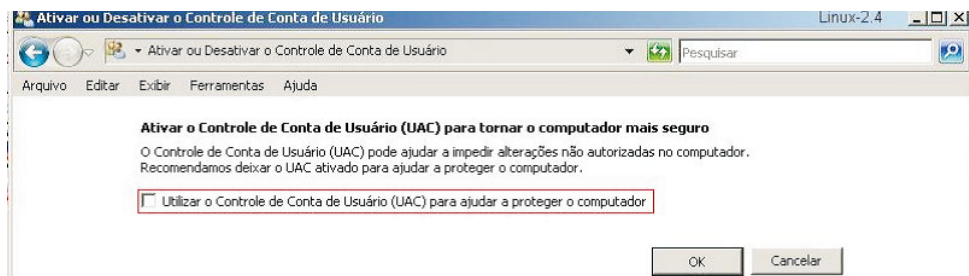 Ativar ou Desativar o Controle de Conta de Usuário
Linux-2.4
Ativar ou Desativar o Controle de Conta de Usuário
Pesquisar
Arquivo Editar Exibir Ferramentas Ajuda
Ativar o Controle de Conta de Usuário (UAC) para tornar o computador mais seguro
O Controle de Conta de Usuário (UAC) pode ajudar a impedir alterações não autorizadas no computador.
Recomendamos deixar o UAC ativado para ajudar a proteger o computador.
Utilizar o Controle de Conta de Usuário (UAC) para ajudar a proteger o computador
OK Cancelar